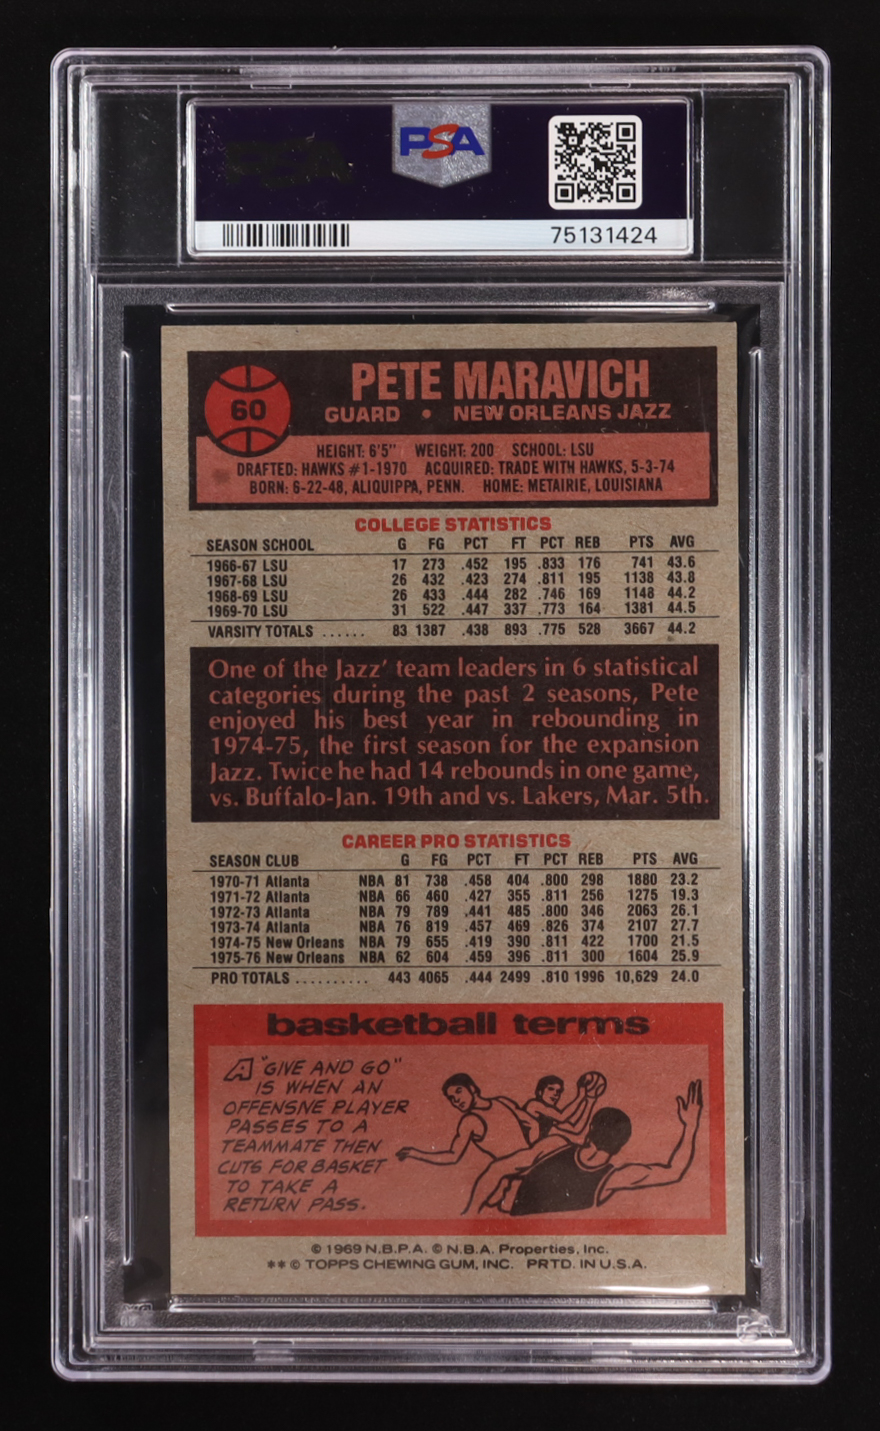 PSA
75131424
60
PETE MARAVICH
GUARD • NEW ORLEANS JAZZ
HEIGHT: 6'5" WEIGHT: 200 SCHOOL: LSU
DRAFTED: HAWKS #1-1970 ACQUIRED: TRADE WITH HAWKS, 5-3-74
BORN: 6-22-48, ALIQUIPPA, PENN. HOME: METAIRIE, LOUISIANA
COLLEGE STATISTICS
SEASON SCHOOL G FG PCT FT PCT REB PTS AVG
1966-67 LSU 17 273 .452 195 .833 176 741 43.6
1967-68 LSU 26 432 .423 274 .811 195 1138 43.8
1968-69 LSU 26 433 .444 282 .746 169 1148 44.2
1969-70 LSU 31 522 .447 337 .773 164 1381 44.5
VARSITY TOTALS ...... 83 1387 .438 893 .775 528 3667 44.2
One of the Jazz' team leaders in 6 statistical
categories during the past 2 seasons, Pete
enjoyed his best year in rebounding in
1974-75, the first season for the expansion
Jazz. Twice he had 14 rebounds in one game,
vs. Buffalo-Jan. 19th and vs. Lakers, Mar. 5th.
CAREER PRO STATISTICS
SEASON CLUB G FG PCT FT PCT REB PTS AVG
1970-71 Atlanta NBA 81 738 .458 404 .800 298 1880 23.2
1971-72 Atlanta NBA 66 460 .427 355 .811 256 1275 19.3
1972-73 Atlanta NBA 79 789 .441 485 .800 346 2063 26.1
1973-74 Atlanta NBA 76 819 .457 469 .826 374 2107 27.7
1974-75 New Orleans NBA 79 655 .419 390 .811 422 1700 21.5
1975-76 New Orleans NBA 62 604 .459 396 .811 300 1604 25.9
PRO TOTALS .......... 443 4065 .444 2499 .810 1996 10,629 24.0
basketball terms
A "GIVE AND GO"
IS WHEN AN
OFFENSNE PLAYER
PASSES TO A
TEAMMATE THEN
CUTS FOR BASKET
TO TAKE A
RETURN PASS.
© 1969 N.B.P.A. © N.B.A. Properties, Inc.
** © TOPPS CHEWING GUM, INC. PRTD. IN U.S.A.